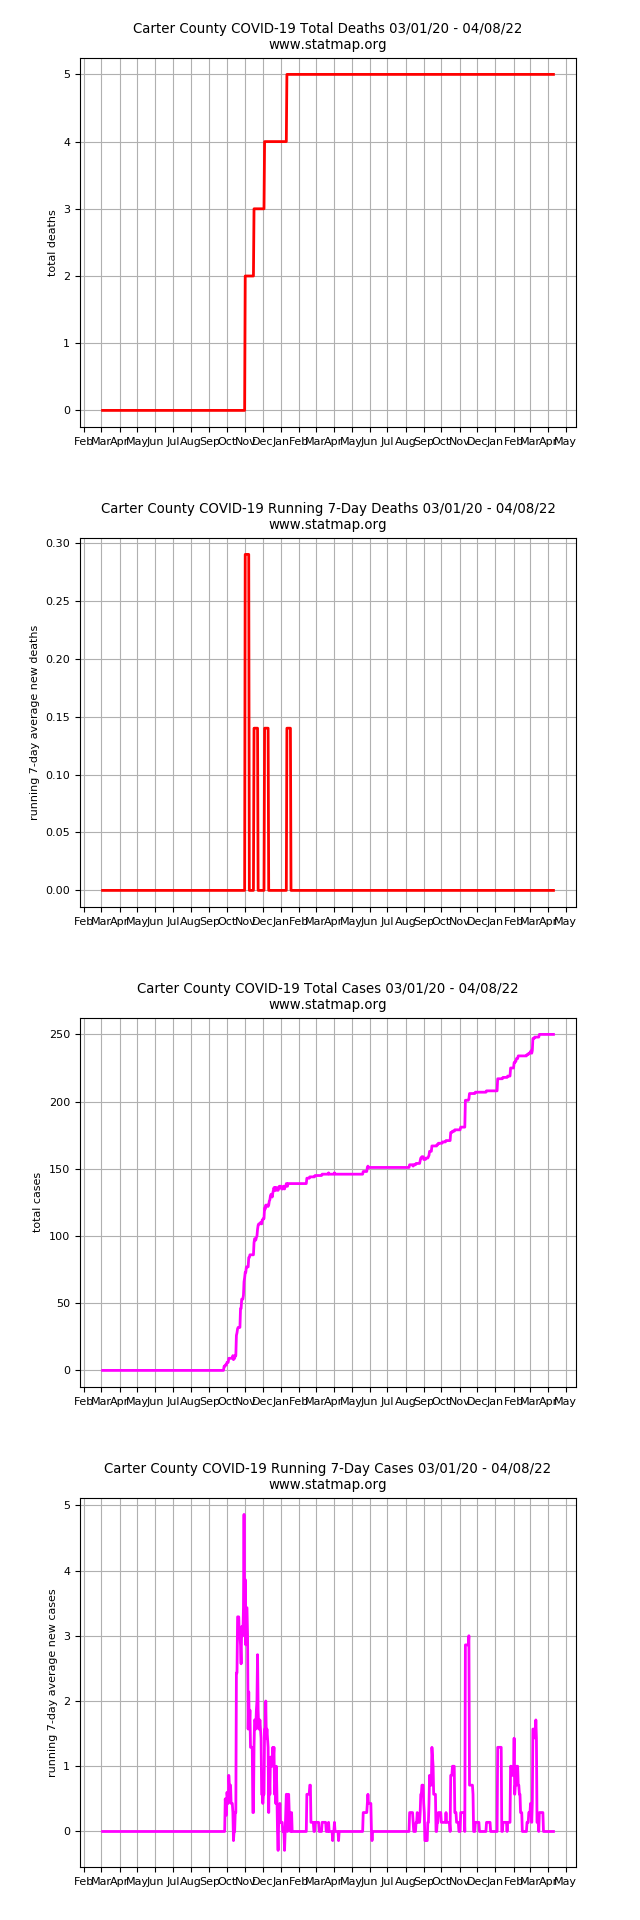 Carter County COVID-19 Total Deaths 03/01/20 - 04/08/22
www.statmap.org
5
4
3
2
1
0
total deaths
Feb Mar Apr May Jun Jul Aug Sep Oct Nov Dec Jan Feb Mar Apr May Jun Jul Aug Sep Oct Nov Dec Jan Feb Mar Apr May
Carter County COVID-19 Running 7-Day Deaths 03/01/20 - 04/08/22
www.statmap.org
0.30
0.25
0.20
0.15
0.10
0.05
0.00
running 7-day average new deaths
Feb Mar Apr May Jun Jul Aug Sep Oct Nov Dec Jan Feb Mar Apr May Jun Jul Aug Sep Oct Nov Dec Jan Feb Mar Apr May
Carter County COVID-19 Total Cases 03/01/20 - 04/08/22
www.statmap.org
250
200
150
100
50
0
total cases
Feb Mar Apr May Jun Jul Aug Sep Oct Nov Dec Jan Feb Mar Apr May Jun Jul Aug Sep Oct Nov Dec Jan Feb Mar Apr May
Carter County COVID-19 Running 7-Day Cases 03/01/20 - 04/08/22
www.statmap.org
5
4
3
2
1
0
running 7-day average new cases
Feb Mar Apr May Jun Jul Aug Sep Oct Nov Dec Jan Feb Mar Apr May Jun Jul Aug Sep Oct Nov Dec Jan Feb Mar Apr May